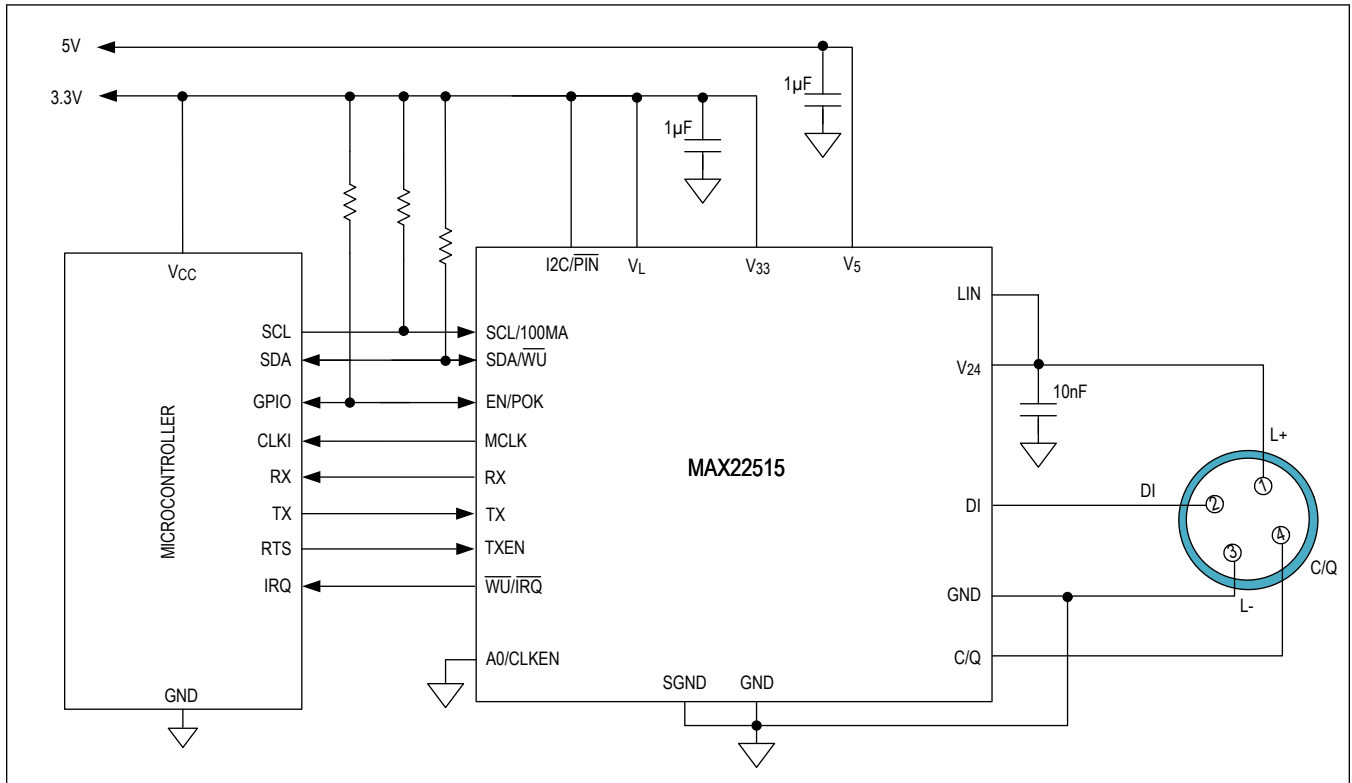 5V
3.3V
1µF
1µF
VCC
I2C/PIN
VL
V33
V5
LIN
SCL
SCL/100MA
SDA
SDA/WU
V24
10nF
GPIO
EN/POK
L+
MICROCONTROLLER
CLKI
MCLK
MAX22515
RX
RX
DI
DI
1
2
3
4
TX
TX
RTS
TXEN
C/Q
IRQ
WU/IRQ
GND
L-
A0/CLKEN
C/Q
SGND
GND
GND